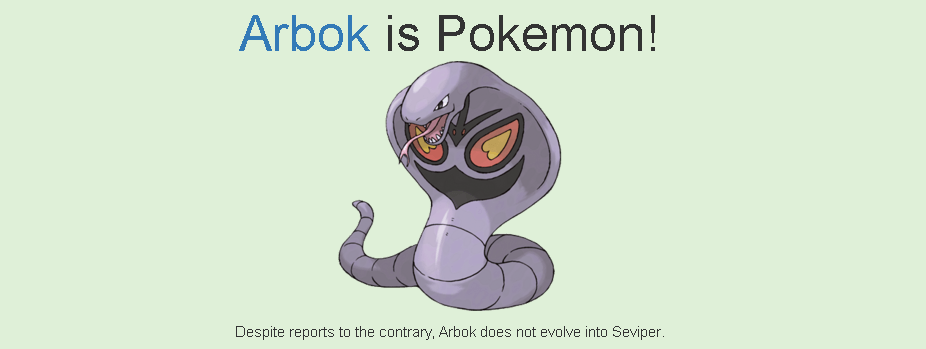 Arbok is Pokemon!
Despite reports to the contrary, Arbok does not evolve into Seviper.